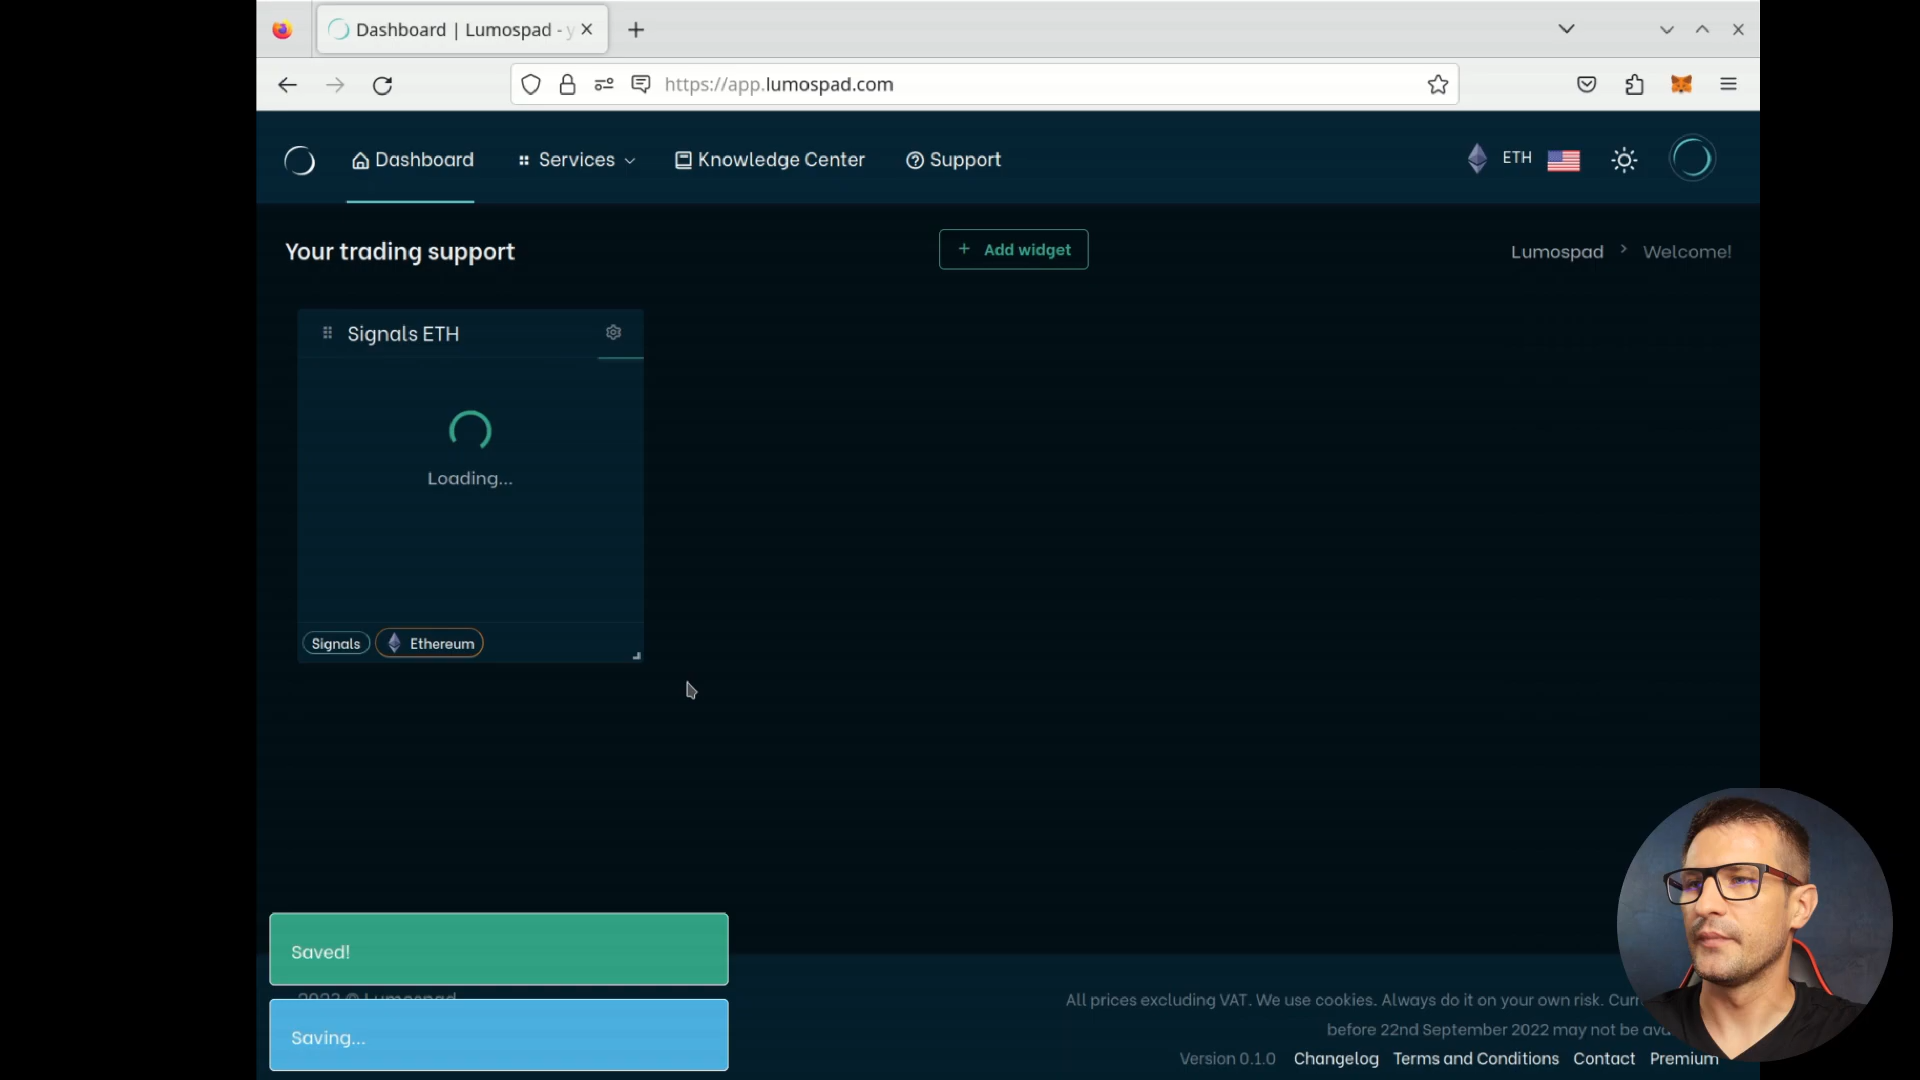 Dashboard | Lumospad - y
https://app.lumospad.com
Dashboard
Services
Knowledge Center
Support
ETH
Your trading support
+ Add widget
Lumospad > Welcome!
Signals ETH
Loading...
Signals
Ethereum
Saved!
2022 © Lumospad
Saving...
All prices excluding VAT. We use cookies. Always do it on your own risk.
before 22nd September 2022 may not be
Version 0.1.0 Changelog Terms and Conditions Contact Premium